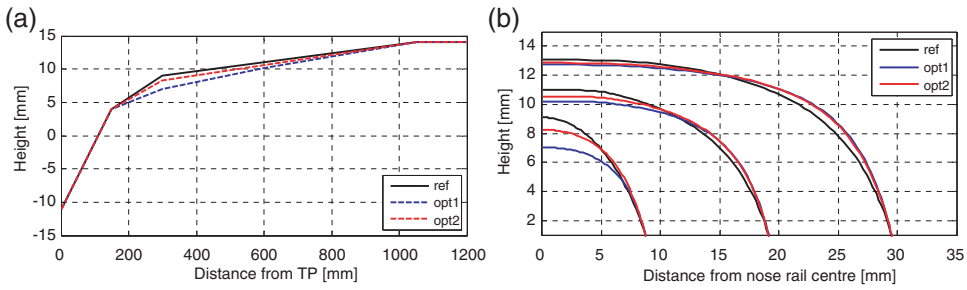 (a)
15
10
5
0
-5
-10
-15
Height [mm]
0 200 400 600 800 1000 1200
Distance from TP [mm]
ref
opt1
opt2
(b)
14
12
10
8
6
4
2
Height [mm]
0 5 10 15 20 25 30 35
Distance from nose rail centre [mm]
ref
opt1
opt2